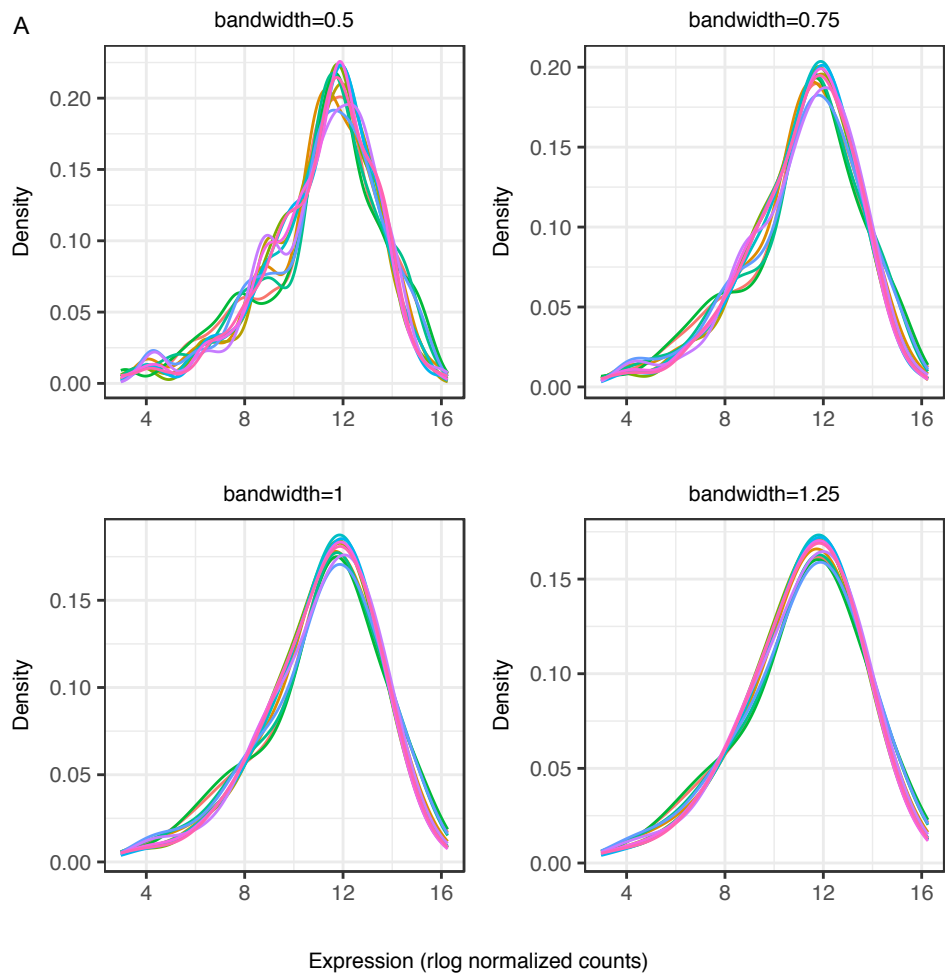 A
bandwidth=0.5
bandwidth=0.75
Density
0.20
0.15
0.10
0.05
0.00
4 8 12 16
Density
0.20
0.15
0.10
0.05
0.00
4 8 12 16
bandwidth=1
bandwidth=1.25
Density
0.15
0.10
0.05
0.00
4 8 12 16
Density
0.15
0.10
0.05
0.00
4 8 12 16
Expression (rlog normalized counts)